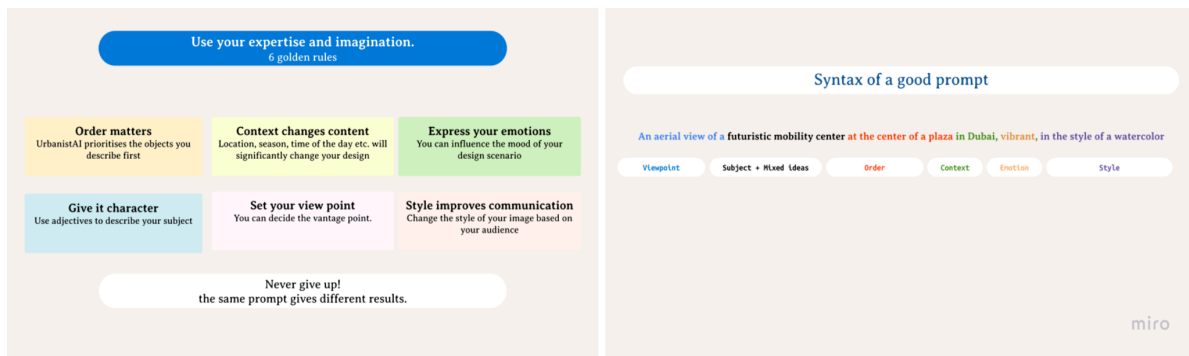 Use your expertise and imagination.
6 golden rules
Order matters
UrbanistAI prioritises the objects you
describe first
Context changes content
Location, season, time of the day etc. will
significantly change your design
Express your emotions
You can influence the mood of your
design scenario
Give it character
Use adjectives to describe your subject
Set your view point
You can decide the vantage point.
Style improves communication
Change the style of your image based on
your audience
Never give up!
the same prompt gives different results.
Syntax of a good prompt
An aerial view of a futuristic mobility center at the center of a plaza in Dubai, vibrant, in the style of a watercolor
Viewpoint
Subject + Mixed ideas
Order
Context
Emotion
Style
miro